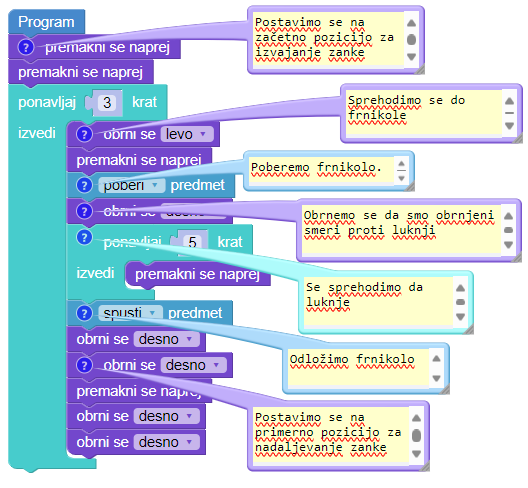 Program
? premakni se naprej
premakni se naprej
ponavljaj 3 krat
izvedi
? obrni se levo
premakni se naprej
? poberi predmet
? obrni se desno
? ponavljaj 5 krat
izvedi premakni se naprej
? spusti predmet
obrni se desno
? obrni se desno
premakni se naprej
obrni se desno
obrni se desno
Postavimo se na
začetno pozicijo za
izvajanje zanke
Sprehodimo se do
frnikole
Poberemo frnikolo.
Obrnemo se da smo obrnjeni
smeri proti luknji
Se sprehodimo da
luknje
Odložimo frnikolo
Postavimo se na
primerno pozicijo za
nadaljevanje zanke